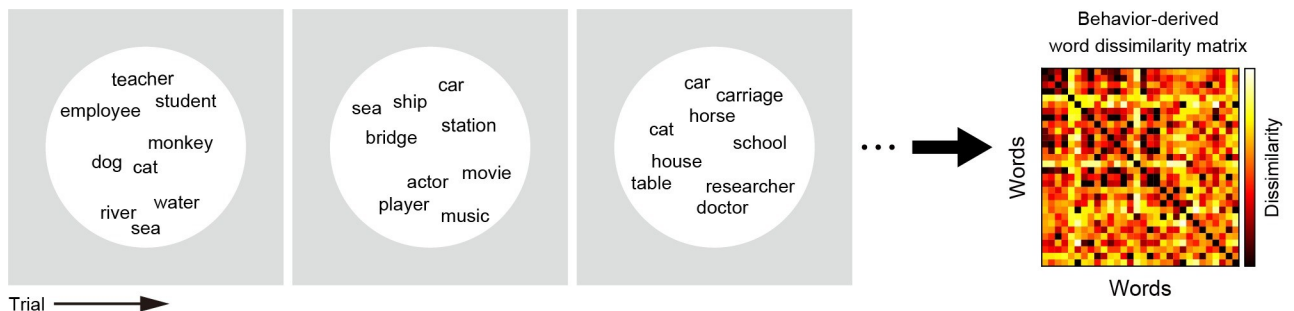 teacher
employee student
monkey
dog cat
water
river
sea
car
sea ship
station
bridge
movie
actor
player
music
car
carriage
horse
cat
school
house
table
researcher
doctor
Trial
Behavior-derived
word dissimilarity matrix
Words
Words
Dissimilarity